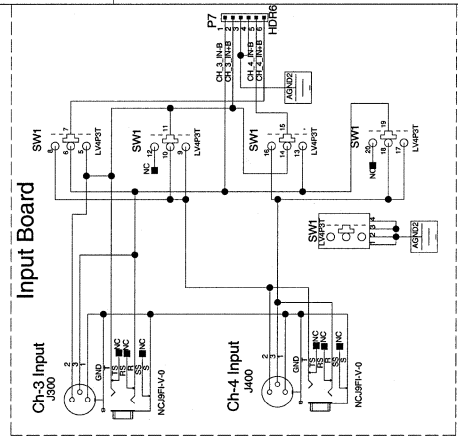 P7
HDR6
1
2
3
4
5
6
CH_3_IN-B
CH_3_IN+B
CH_4_IN-B
CH_4_IN+B
AGND2
SW1
7
8
6
5
LV4P3T
SW1
11
12
10
9
LV4P3T
NC
SW1
15
16
14
13
LV4P3T
SW1
19
20
18
17
LV4P3T
NC
SW1
LV4P3T
1
2
3
4
AGND2
Input Board
Ch-3 Input
J300
2
3
1
GND
T
TS
R
RS
S
SS
NC
NC
NC
NCJ9FI-V-0
Ch-4 Input
J400
2
3
1
GND
T
TS
R
RS
S
SS
NC
NC
NC
NCJ9FI-V-0